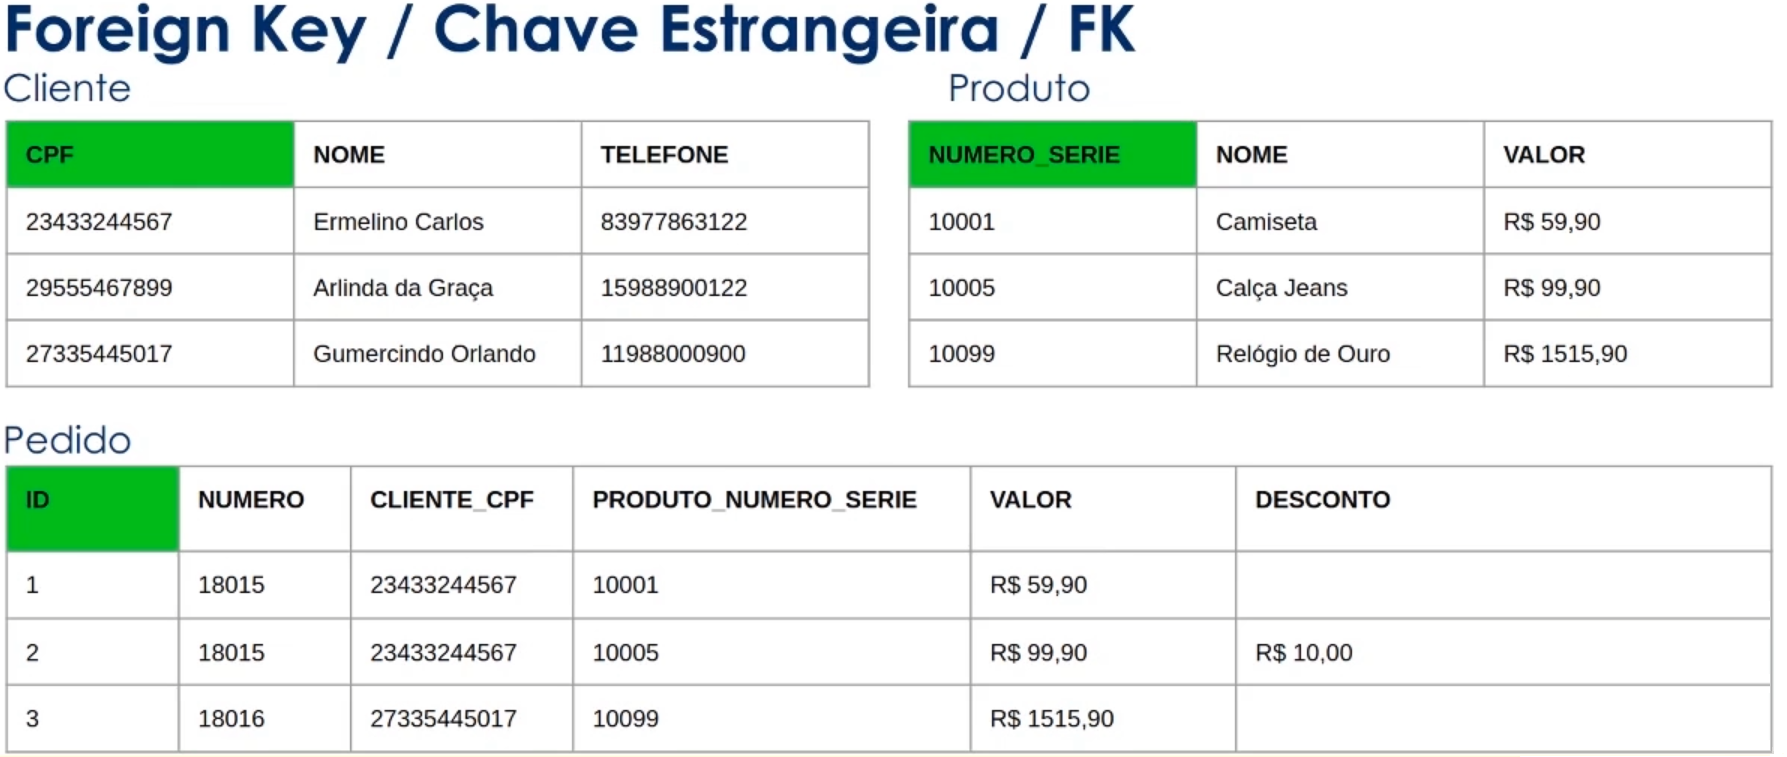 Foreign Key / Chave Estrangeira / FK
Cliente
CPF NOME TELEFONE
23433244567 Ermelino Carlos 83977863122
29555467899 Arlinda da Graça 15988900122
27335445017 Gumercindo Orlando 11988000900
Produto
NUMERO_SERIE NOME VALOR
10001 Camiseta R$ 59,90
10005 Calça Jeans R$ 99,90
10099 Relógio de Ouro R$ 1515,90
Pedido
ID NUMERO CLIENTE_CPF PRODUTO_NUMERO_SERIE VALOR DESCONTO
1 18015 23433244567 10001 R$ 59,90
2 18015 23433244567 10005 R$ 99,90 R$ 10,00
3 18016 27335445017 10099 R$ 1515,90